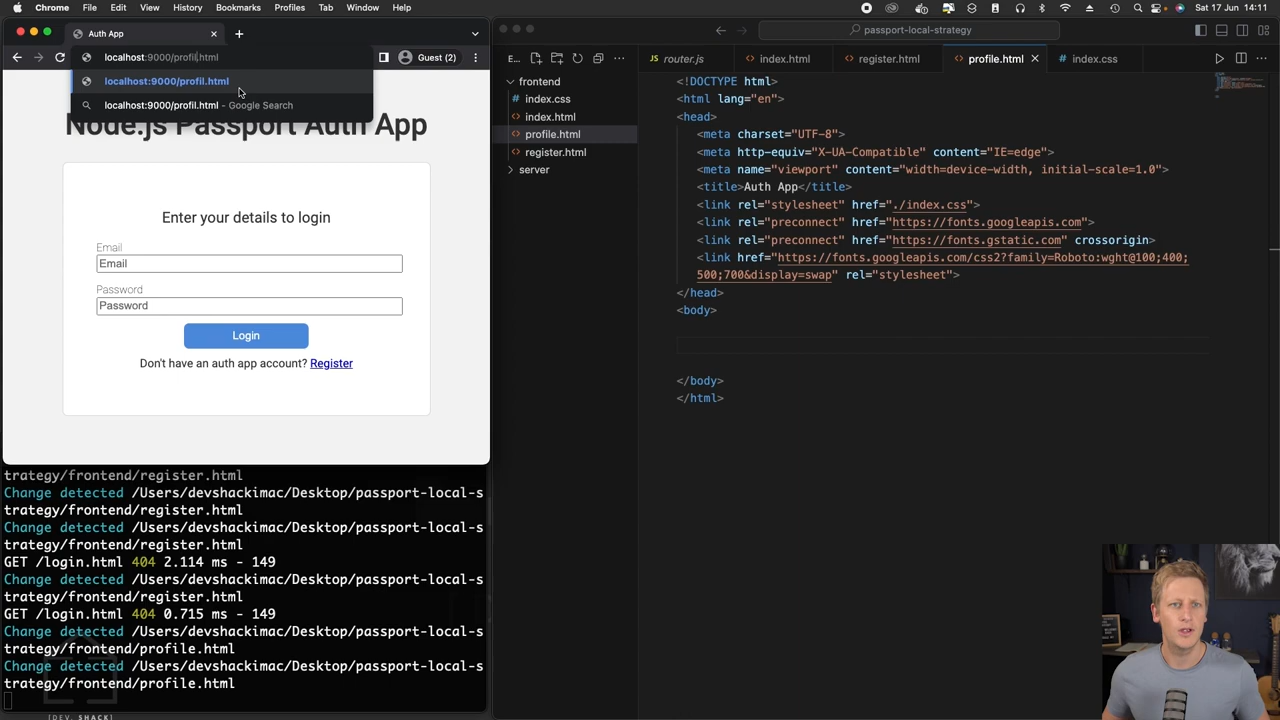 Chrome File Edit View History Bookmarks Profiles Tab Window Help
Sat 17 Jun 14:11
Auth App
localhost:9000/profil.html
Guest (2)
localhost:9000/profil.html
localhost:9000/profil.html - Google Search
Node.js Passport Auth App
Enter your details to login
Email
Email
Password
Password
Login
Don't have an auth app account? Register
trategy/frontend/register.html
Change detected /Users/devshackimac/Desktop/passport-local-s
trategy/frontend/register.html
Change detected /Users/devshackimac/Desktop/passport-local-s
trategy/frontend/register.html
GET /login.html 404 2.114 ms - 149
Change detected /Users/devshackimac/Desktop/passport-local-s
trategy/frontend/register.html
GET /login.html 404 0.715 ms - 149
Change detected /Users/devshackimac/Desktop/passport-local-s
trategy/frontend/profile.html
Change detected /Users/devshackimac/Desktop/passport-local-s
trategy/frontend/profile.html
[DEV. SHACK]
passport-local-strategy
E...
router.js index.html register.html profile.html index.css
frontend
index.css
index.html
profile.html
register.html
server
<!DOCTYPE html>
<html lang="en">
<head>
<meta charset="UTF-8">
<meta http-equiv="X-UA-Compatible" content="IE=edge">
<meta name="viewport" content="width=device-width, initial-scale=1.0">
<title>Auth App</title>
<link rel="stylesheet" href="./index.css">
<link rel="preconnect" href="https://fonts.googleapis.com">
<link rel="preconnect" href="https://fonts.gstatic.com" crossorigin>
<link href="https://fonts.googleapis.com/css2?family=Roboto:wght@100;400;
500;700&display=swap" rel="stylesheet">
</head>
<body>
</body>
</html>